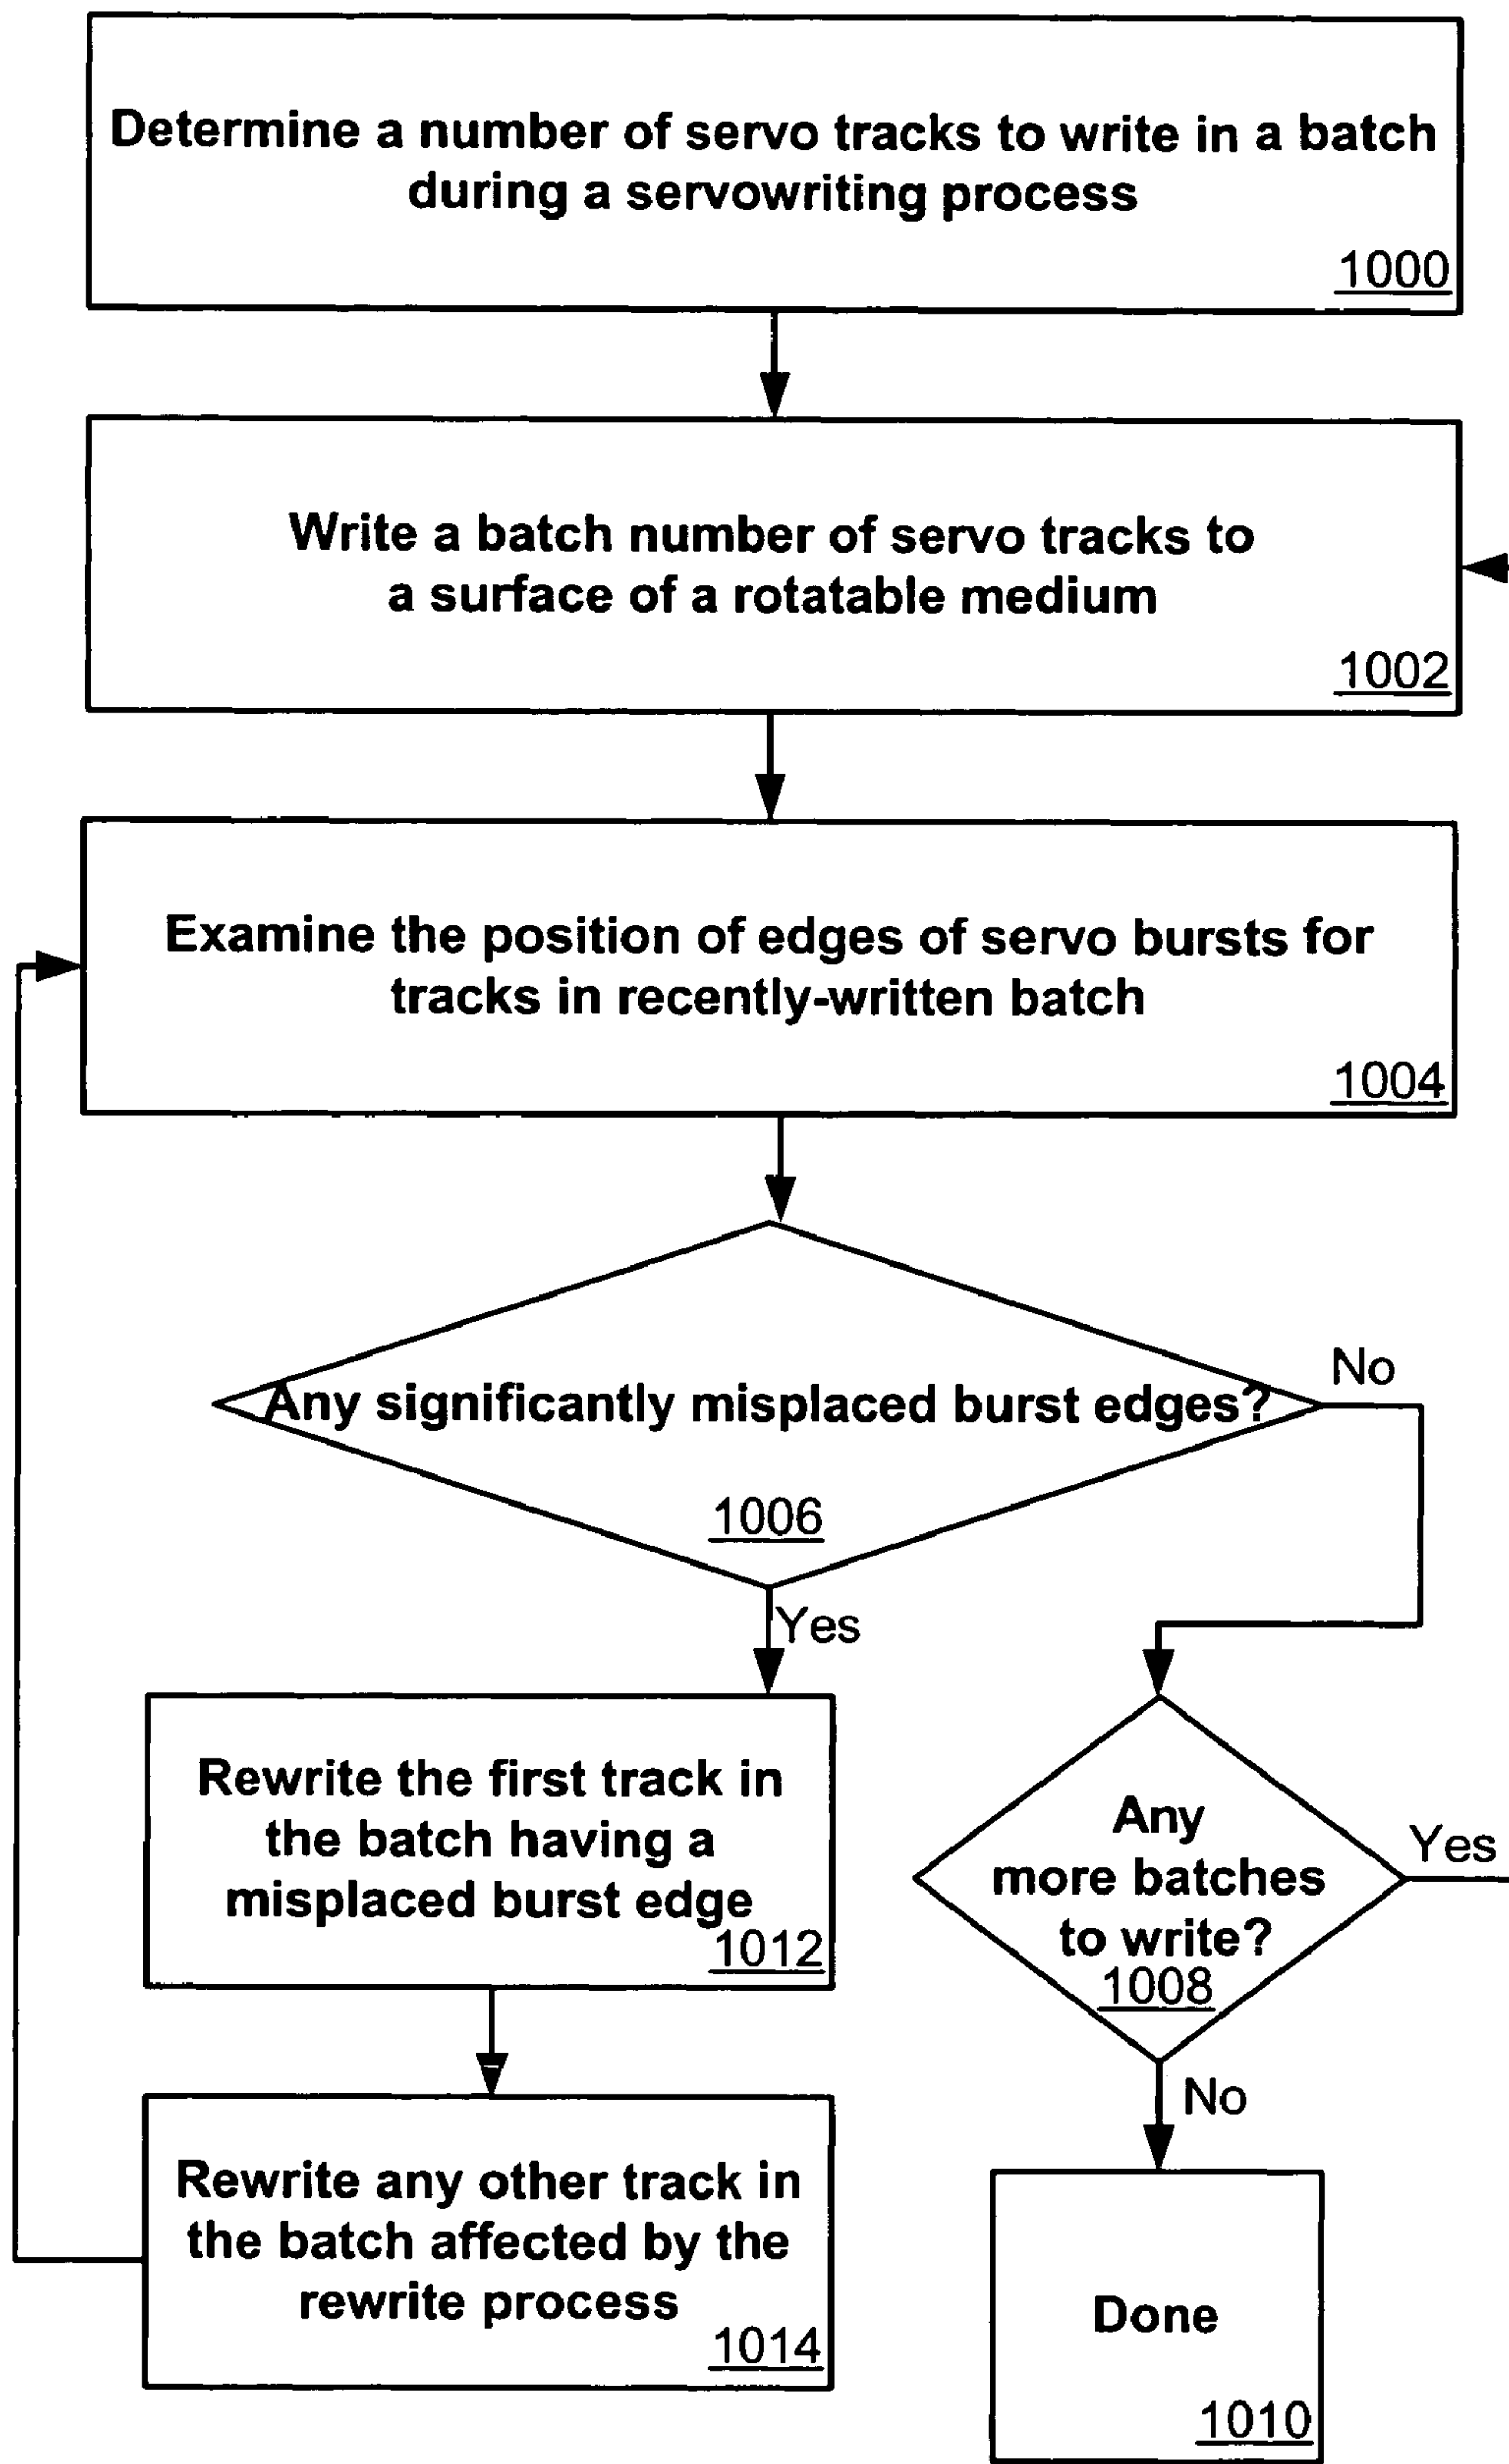 Determine a number of servo tracks to write in a batch
during a servowriting process
1000
Write a batch number of servo tracks to
a surface of a rotatable medium
1002
Examine the position of edges of servo bursts for
tracks in recently-written batch
1004
Any significantly misplaced burst edges?
1006
No
Yes
Rewrite the first track in
the batch having a
misplaced burst edge
1012
Any
more batches
to write?
1008
Yes
No
Rewrite any other track in
the batch affected by the
rewrite process
1014
Done
1010